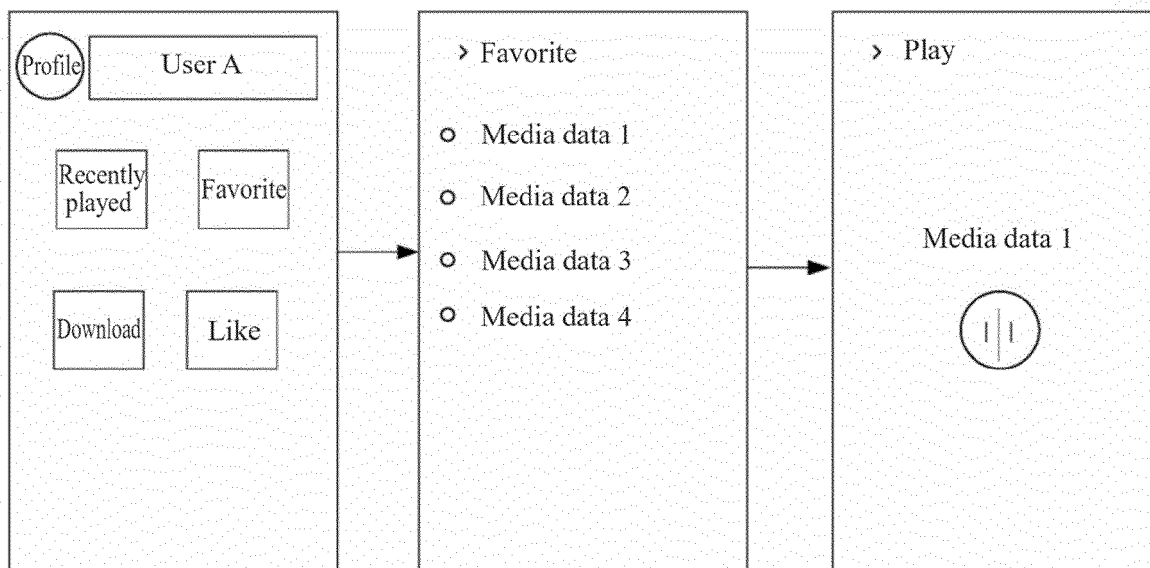 Profile
User A
Recently
played
Favorite
Download
Like
> Favorite
Media data 1
Media data 2
Media data 3
Media data 4
> Play
Media data 1